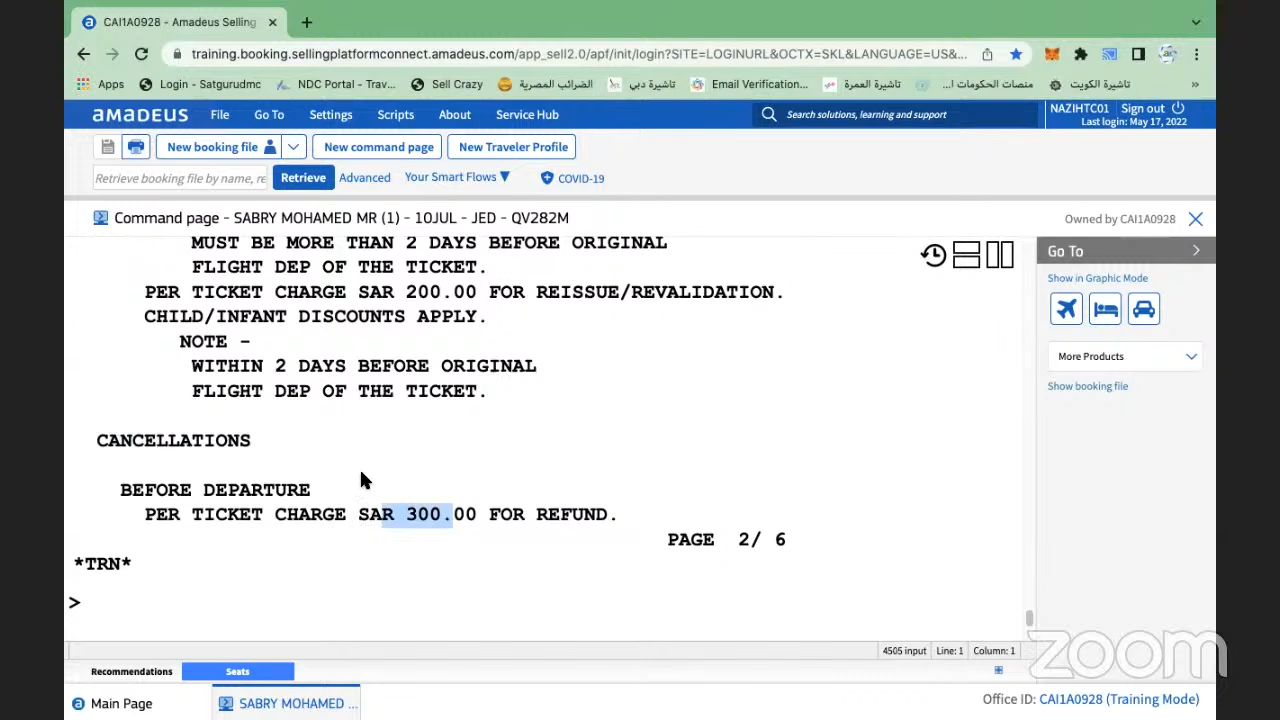 CAI1A0928 - Amadeus Selling
training.booking.sellingplatformconnect.amadeus.com/app_sel2.0/apf/init/login?SITE=LOGINURL&OCTX=SKL&LANGUAGE=US&...
Apps Login - Satgurudmc NDC Portal - Trav... Sell Crazy الضرائب المصرية تاشيرة دبي Email Verification... تاشيرة العمرة منصات الحكومات ا... تاشيرة الكويت »
amadeus File Go To Settings Scripts About Service Hub Search solutions, learning and support NAZIHTC01 Sign out
Last login: May 17, 2022
New booking file New command page New Traveler Profile
Retrieve booking file by name, re Retrieve Advanced Your Smart Flows ▼ COVID-19
Command page - SABRY MOHAMED MR (1) - 10JUL - JED - QV282M Owned by CAI1A0928
MUST BE MORE THAN 2 DAYS BEFORE ORIGINAL
FLIGHT DEP OF THE TICKET.
PER TICKET CHARGE SAR 200.00 FOR REISSUE/REVALIDATION.
CHILD/INFANT DISCOUNTS APPLY.
NOTE -
WITHIN 2 DAYS BEFORE ORIGINAL
FLIGHT DEP OF THE TICKET.
CANCELLATIONS
BEFORE DEPARTURE
PER TICKET CHARGE SAR 300.00 FOR REFUND.
PAGE 2/ 6
*TRN*
>
Go To
Show in Graphic Mode
More Products
Show booking file
4505 input Line: 1 Column: 1
Recommendations Seats
Main Page SABRY MOHAMED ... Office ID: CAI1A0928 (Training Mode)
zoom